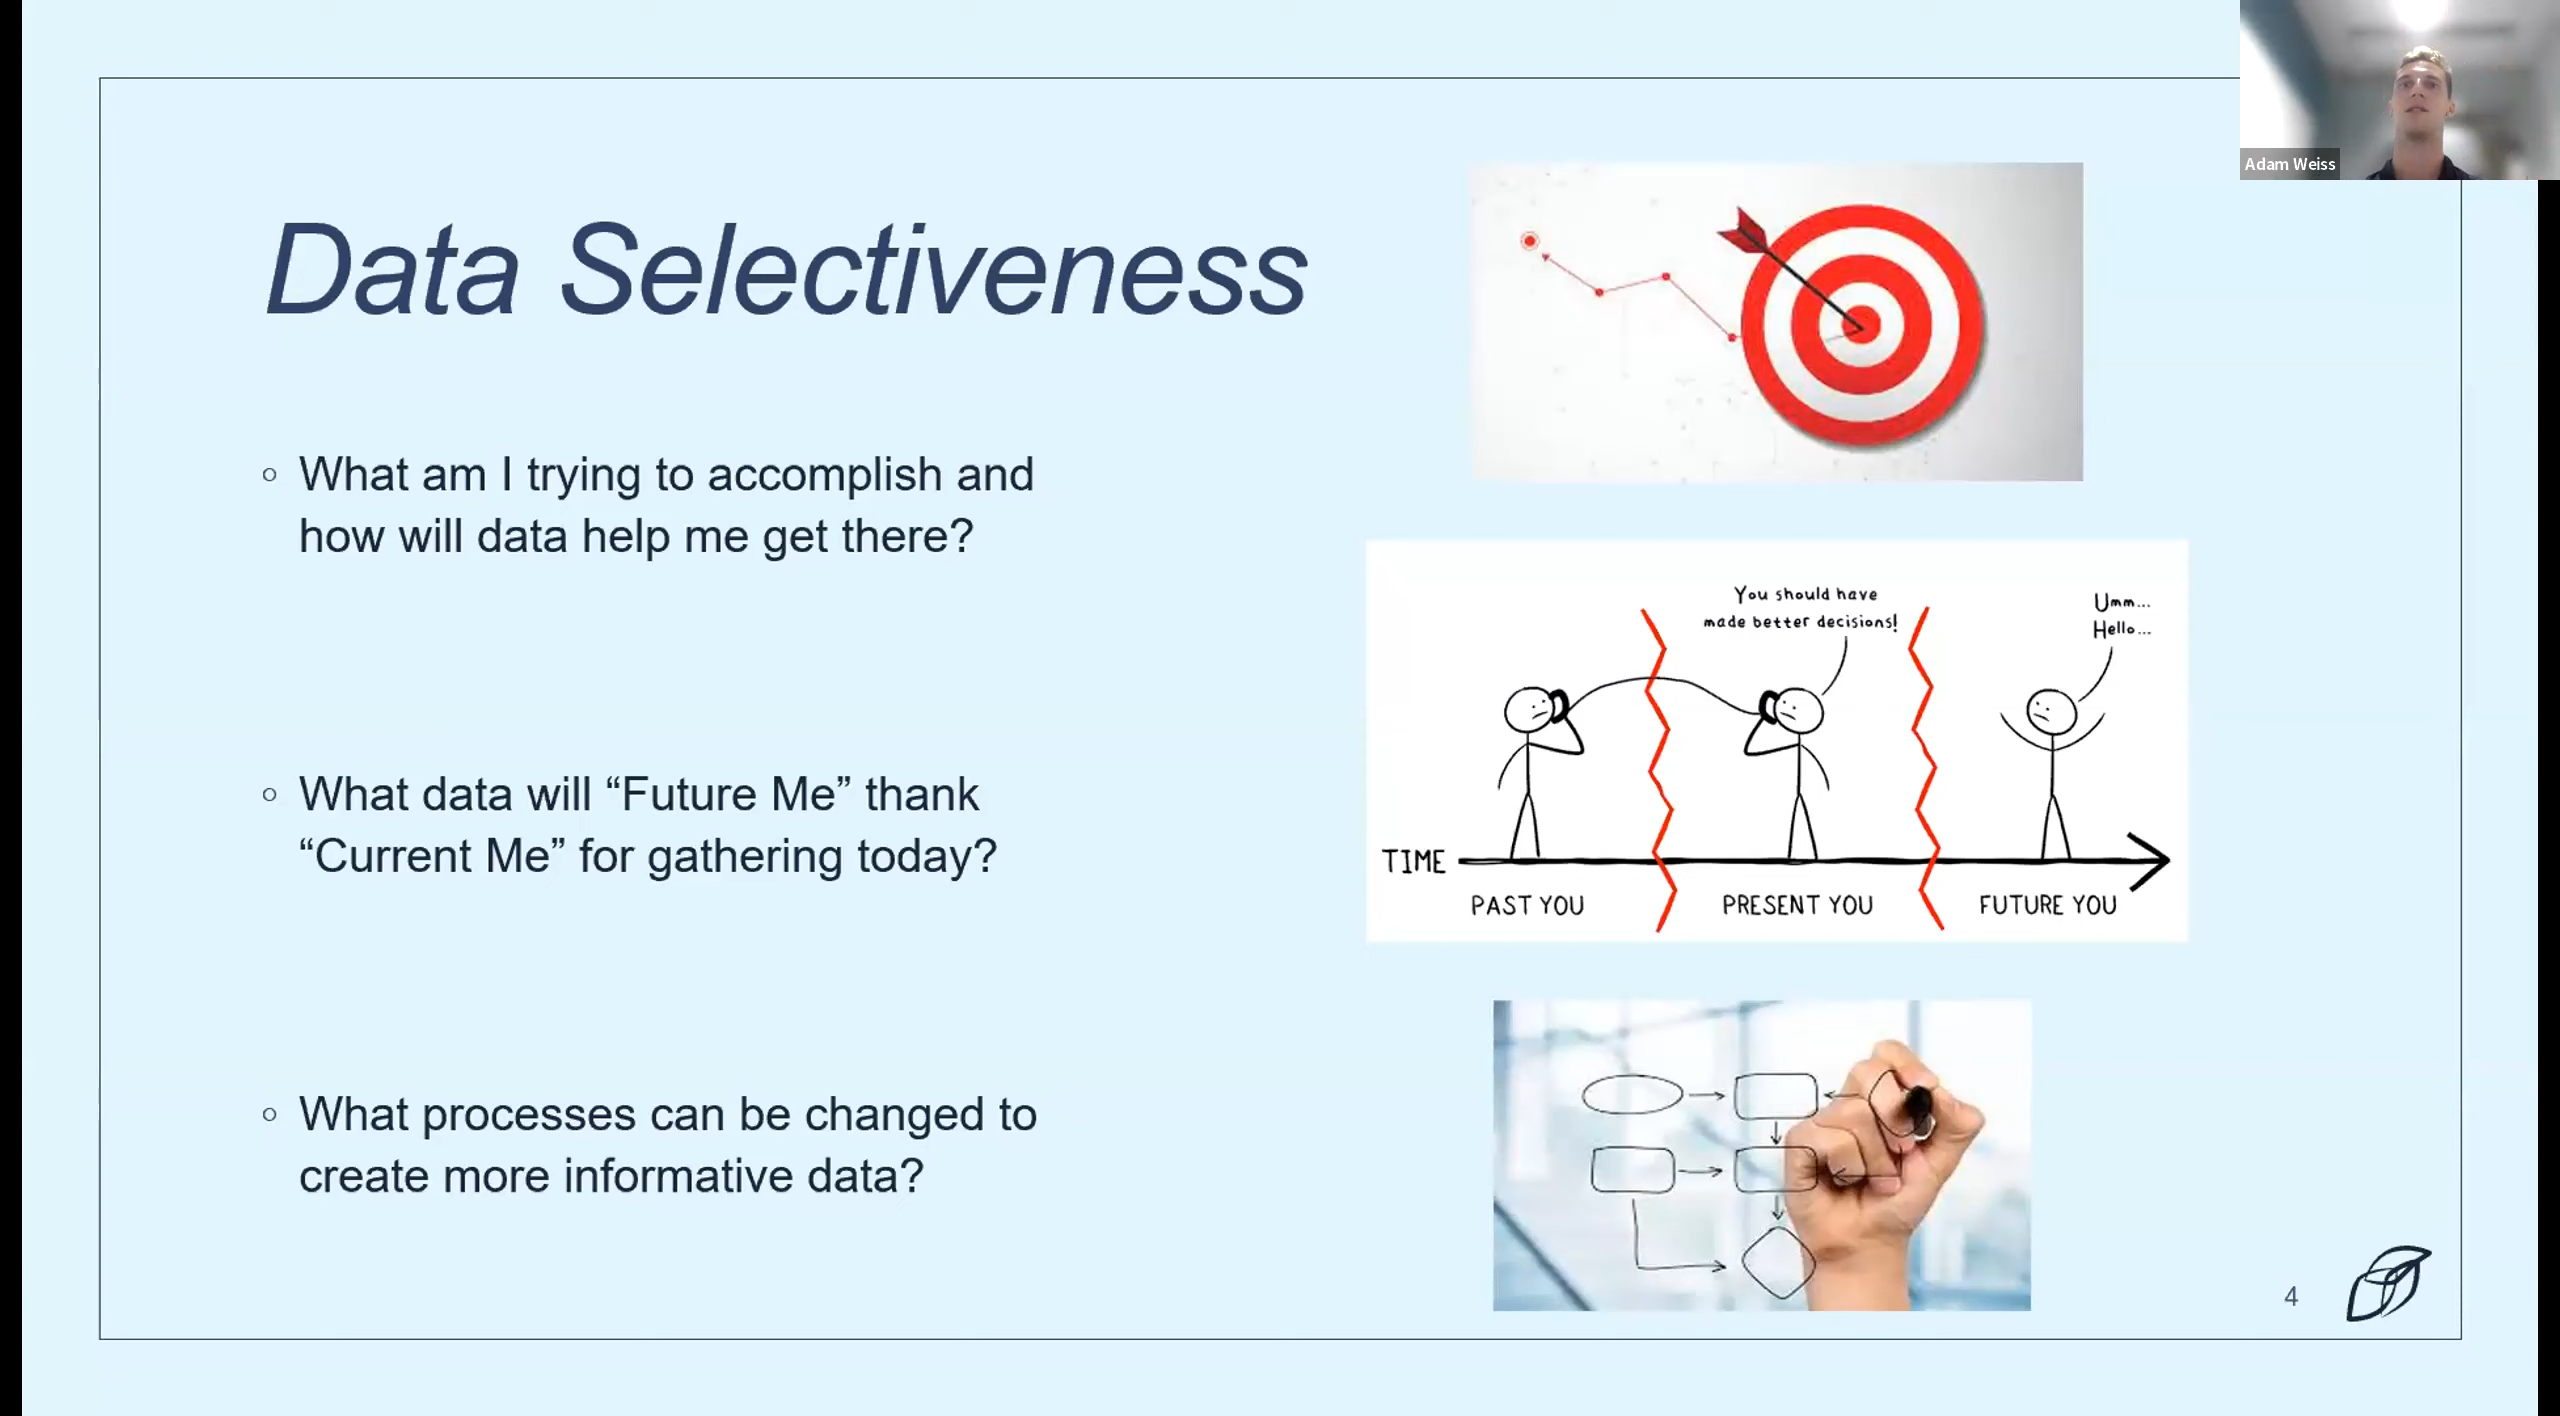 Adam Weiss
Data Selectiveness
What am I trying to accomplish and
how will data help me get there?
What data will “Future Me” thank
“Current Me” for gathering today?
What processes can be changed to
create more informative data?
You should have
made better decisions!
Umm...
Hello...
TIME
PAST YOU
PRESENT YOU
FUTURE YOU
4